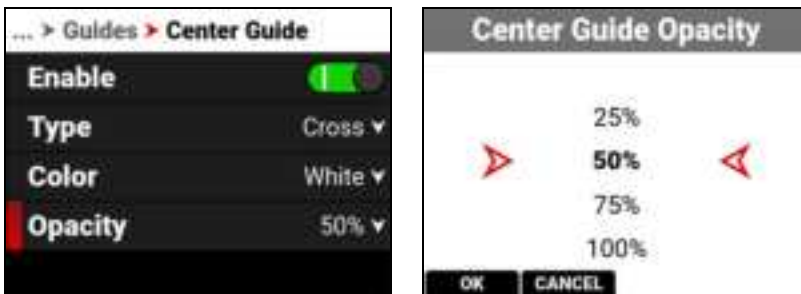 ... > Guides > Center Guide
Enable
Type Cross
Color White
Opacity 50%
Center Guide Opacity
25%
50%
75%
100%
OK CANCEL